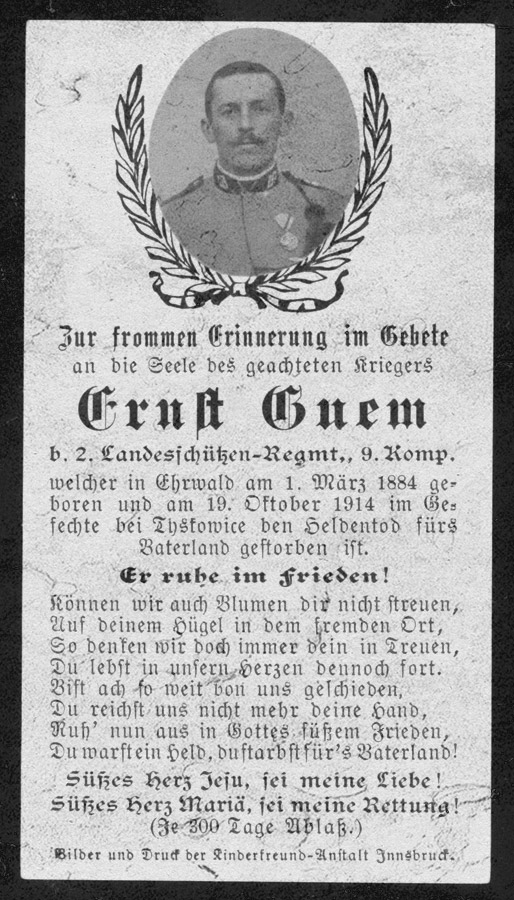 Zur frommen Erinnerung im Gebete
an die Seele des geachteten Kriegers
Ernst Guem
b. 2. Landesschützen-Regmt., 9. Komp.
welcher in Ehrwald am 1. März 1884 ge-
boren und am 19. Oktober 1914 im Ge-
fechte bei Tyskowice den Heldentod fürs
Vaterland gestorben ist.
Er ruhe im Frieden!
Können wir auch Blumen dir nicht streuen,
Auf deinem Hügel in dem fremden Ort,
So denken wir doch immer dein in Treuen,
Du lebst in unsern Herzen dennoch fort.
Bist ach so weit von uns geschieden,
Du reichst uns nicht mehr deine Hand,
Ruh' nun aus in Gottes süßem Frieden,
Du warst ein Held, du starbst für's Vaterland!
Süßes Herz Jesu, sei meine Liebe!
Süßes Herz Mariä, sei meine Rettung!
(Je 300 Tage Ablaß.)
Bilder und Druck der Kinderfreund-Anstalt Innsbruck.